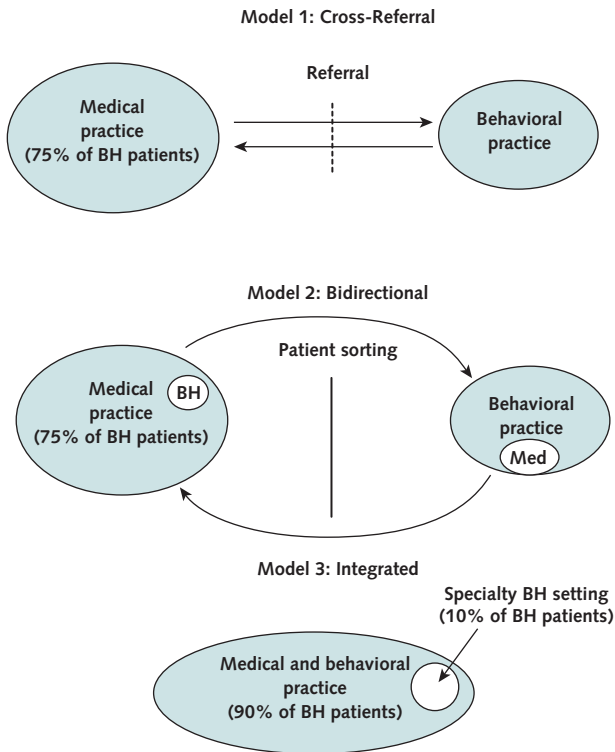 Model 1: Cross-Referral
Referral
Medical
practice
(75% of BH patients)
Behavioral
practice
Model 2: Bidirectional
Patient sorting
BH
Medical
practice
(75% of BH patients)
Behavioral
practice
Med
Model 3: Integrated
Specialty BH setting
(10% of BH patients)
Medical and behavioral
practice
(90% of BH patients)